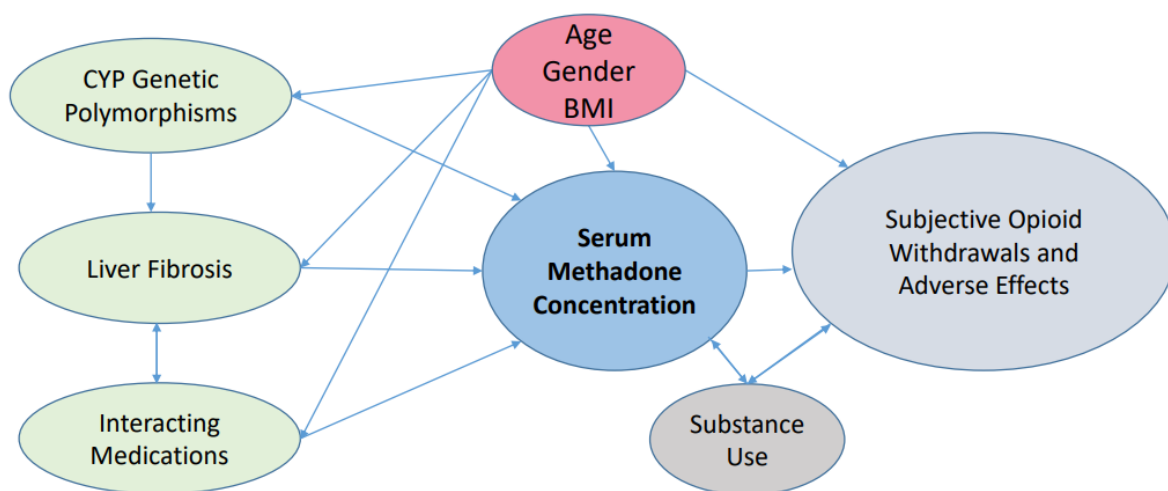 CYP Genetic
Polymorphisms
Age
Gender
BMI
Liver Fibrosis
Serum
Methadone
Concentration
Subjective Opioid
Withdrawals and
Adverse Effects
Interacting
Medications
Substance
Use